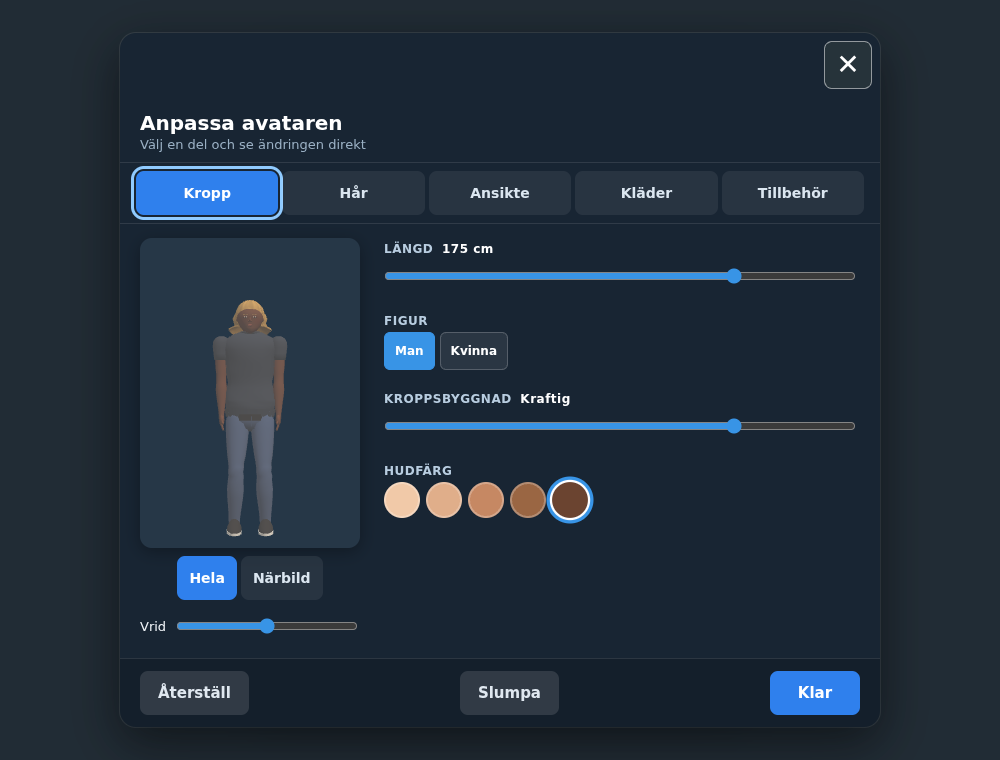 Anpassa avataren
Välj en del och se ändringen direkt
Kropp
Hår
Ansikte
Kläder
Tillbehör
LÄNGD 175 cm
FIGUR
Man
Kvinna
KROPPSBYGGNAD Kraftig
HUDFÄRG
Hela
Närbild
Vrid
Återställ
Slumpa
Klar